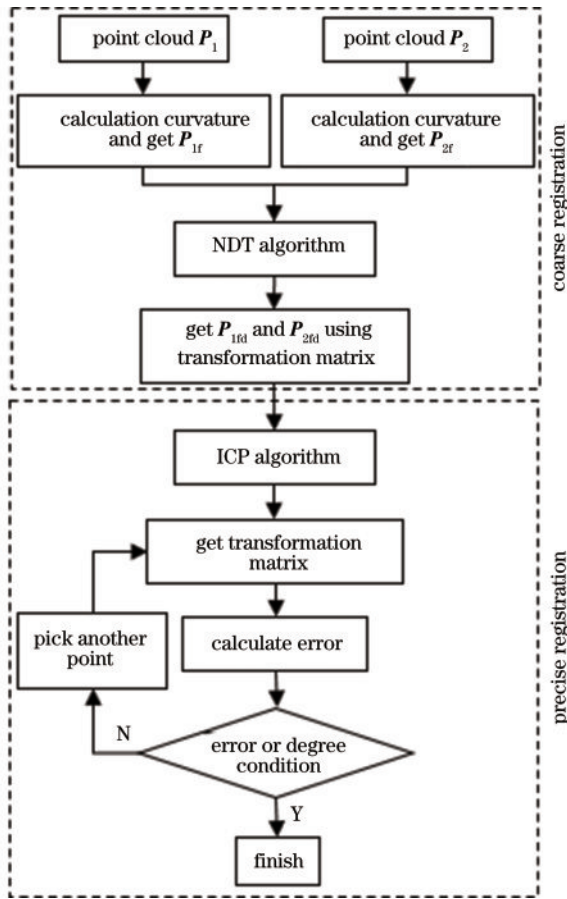 point cloud P₁
point cloud P₂
calculation curvature
and get P₁f
calculation curvature
and get P₂f
NDT algorithm
get P₁fd and P₂fd using
transformation matrix
coarse registration
ICP algorithm
get transformation
matrix
pick another
point
calculate error
error or degree
condition
N
Y
finish
precise registration